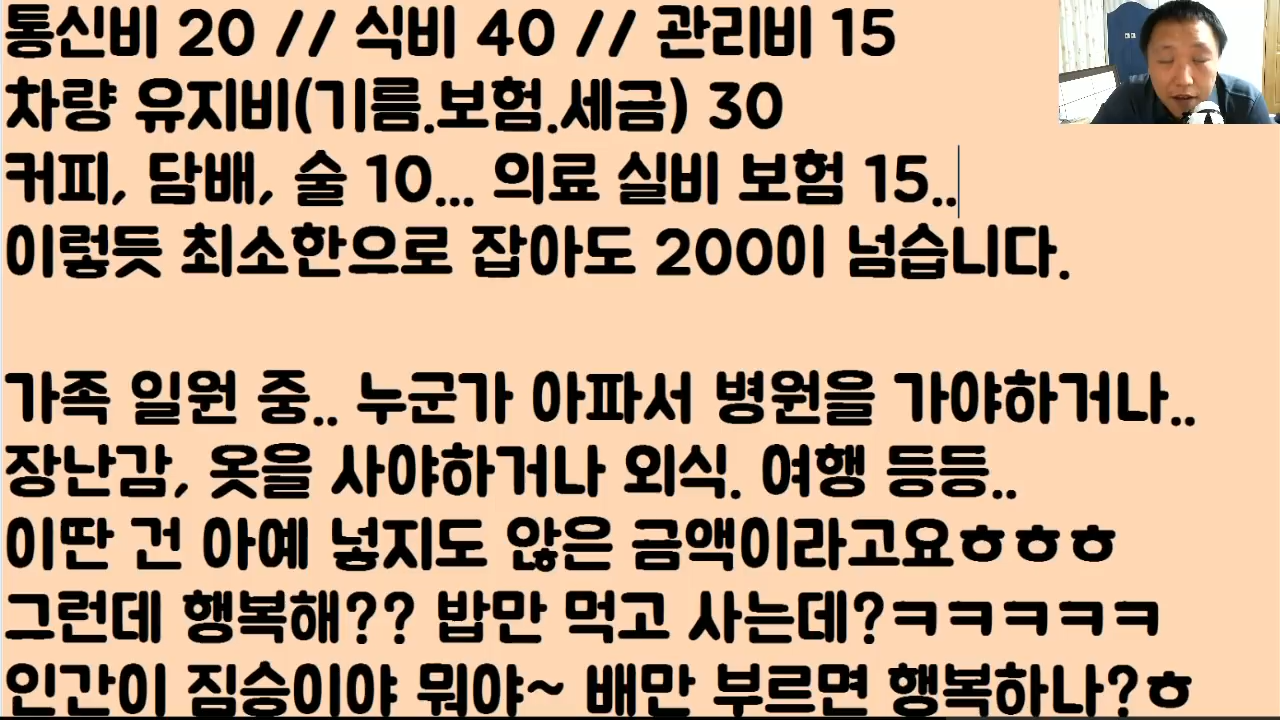 통신비 20 // 식비 40 // 관리비 15
차량 유지비(기름.보험.세금) 30
커피, 담배, 술 10... 의료 실비 보험 15..
이렇듯 최소한으로 잡아도 200이 넘습니다.
가족 일원 중.. 누군가 아파서 병원을 가야하거나..
장난감, 옷을 사야하거나 외식. 여행 등등..
이딴 건 아예 넣지도 않은 금액이라고요ㅎㅎㅎ
그런데 행복해?? 밥만 먹고 사는데?ㅋㅋㅋㅋㅋ
인간이 짐승이야 뭐야~ 배만 부르면 행복하나?ㅎ